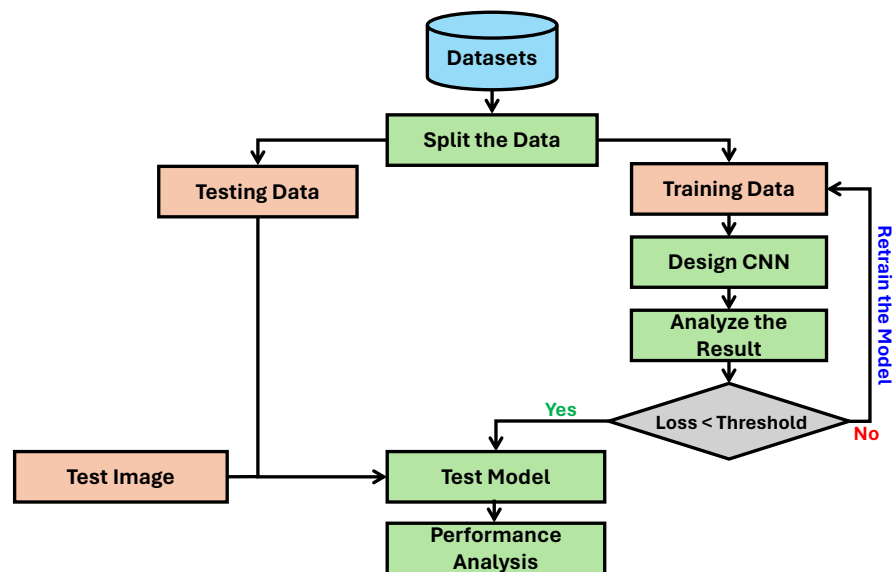 Datasets
Split the Data
Testing Data
Training Data
Design CNN
Analyze the
Result
Retrain the Model
Yes
Loss < Threshold
No
Test Image
Test Model
Performance
Analysis